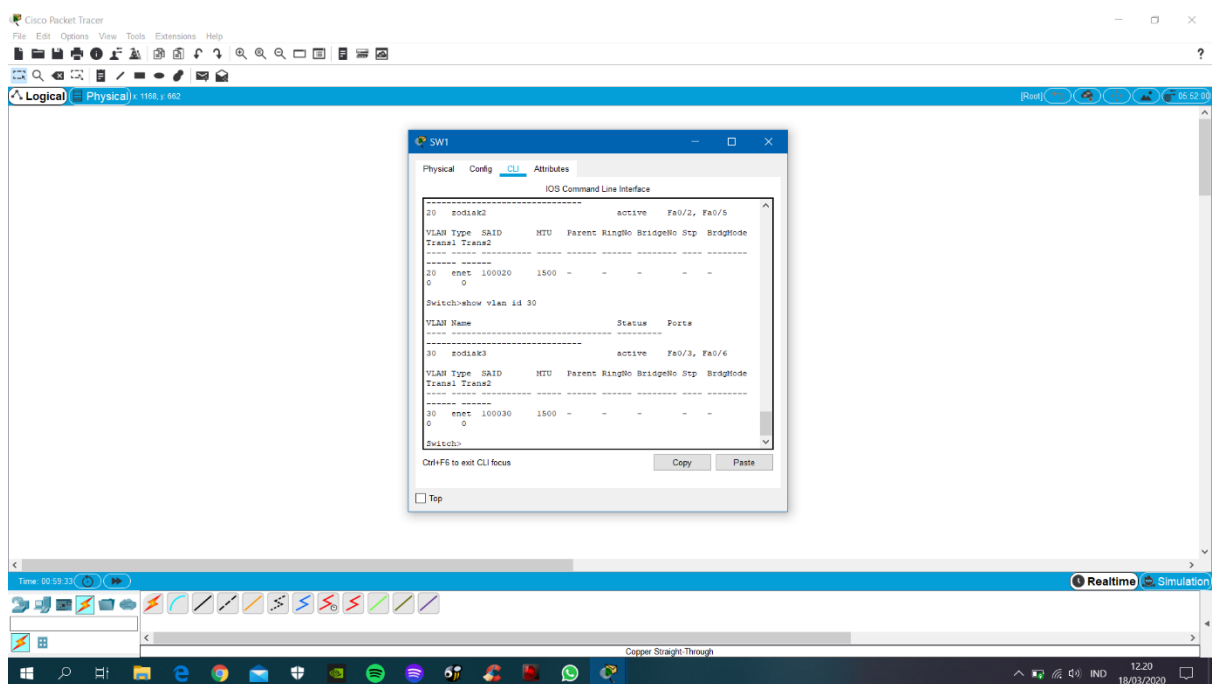 Cisco Packet Tracer
File Edit Options View Tools Extensions Help
?
Logical Physical x: 1168, y: 662 [Root] 06:52:00
SW1
Physical Config CLI Attributes
IOS Command Line Interface
-------------------------------
20 zodiak2 active Fa0/2, Fa0/5
VLAN Type SAID MTU Parent RingNo BridgeNo Stp BrdgMode
Trans1 Trans2
---- ----- ---------- ----- ------ ------ -------- ---- --------
------ ------
20 enet 100020 1500 - - - - -
0 0
Switch>show vlan id 30
VLAN Name Status Ports
---- -------------------------------- ---------
-------------------------------
30 zodiak3 active Fa0/3, Fa0/6
VLAN Type SAID MTU Parent RingNo BridgeNo Stp BrdgMode
Trans1 Trans2
---- ----- ---------- ----- ------ ------ -------- ---- --------
------ ------
30 enet 100030 1500 - - - - -
0 0
Switch>
Ctrl+F6 to exit CLI focus Copy Paste
Top
Time: 00:59:33 Realtime Simulation
Copper Straight-Through
IND 12.20
18/03/2020